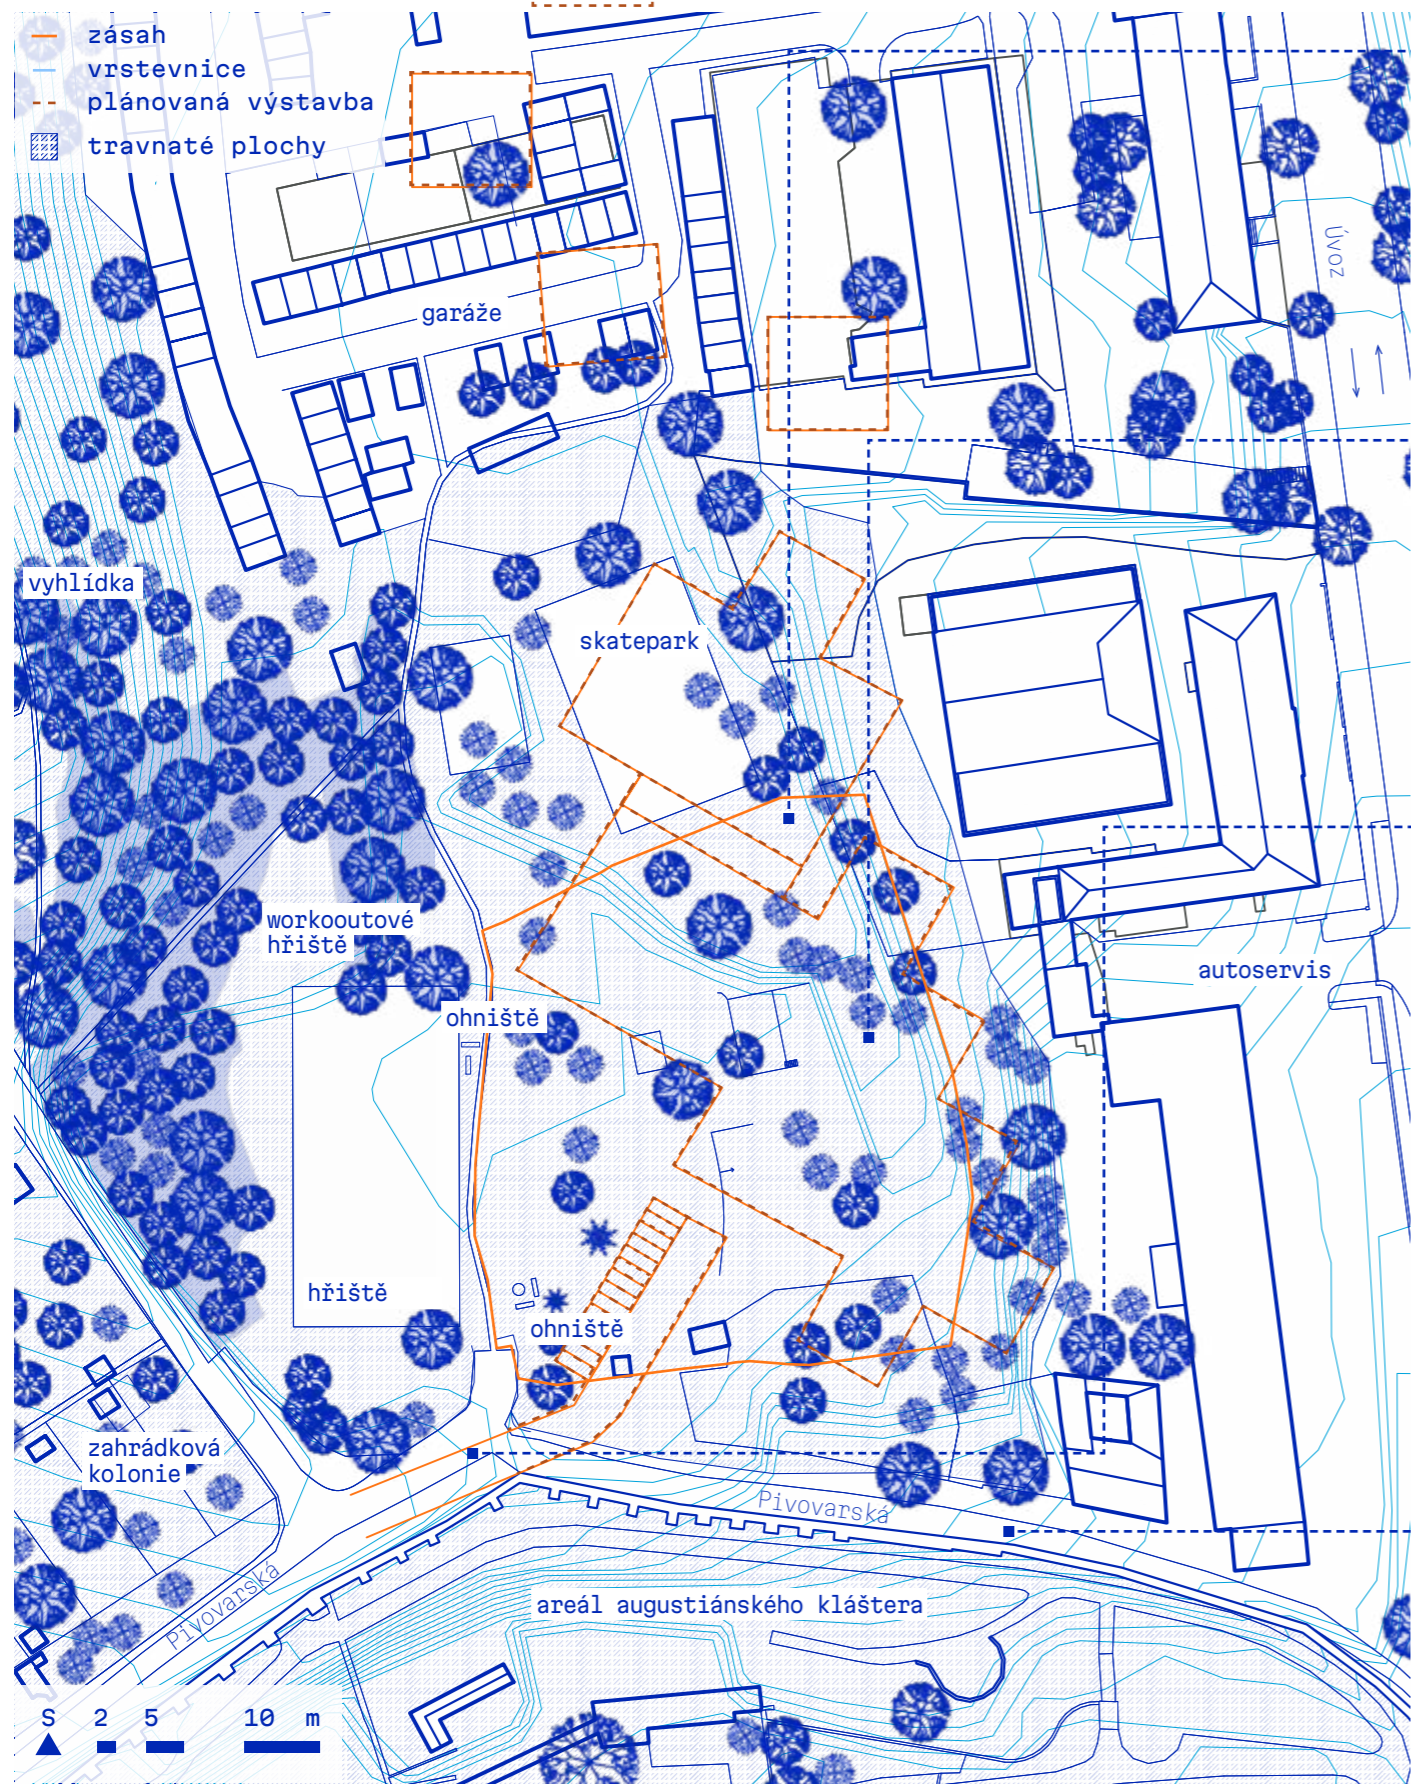 zásah
vrstevnice
plánovaná výstavba
travnaté plochy
Úvoz
garáže
vyhlídka
skatepark
workooutové
hřiště
autoservis
ohniště
hřiště
ohniště
zahrádková
kolonie
Pivovarská
Pivovarská
areál augustiánského kláštera
S 2 5 10 m